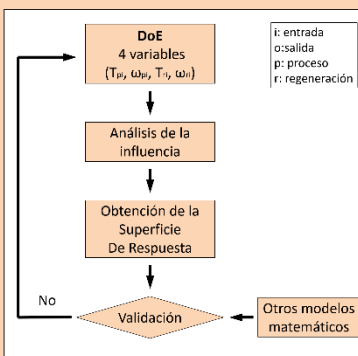 DoE
4 variables
(Tpi, ωpi, Tri, ωri)
i: entrada
o:salida
p: proceso
r: regeneración
Análisis de la
influencia
Obtención de la
Superficie
De Respuesta
No
Validación
Otros modelos
matemáticos